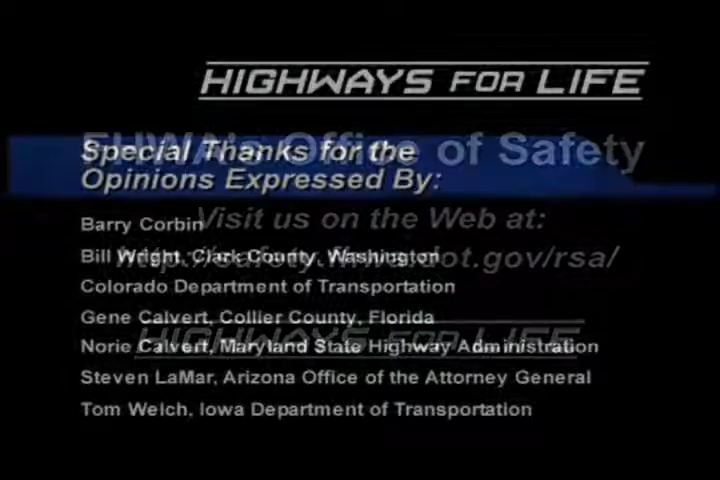 HIGHWAYS FOR LIFE
FHWA's Office of Safety
Special Thanks for the
Opinions Expressed By:
Barry Corbin
Visit us on the Web at:
Bill Wright, Clark County, Washington
http://safety.fhwa.dot.gov/rsa/
Colorado Department of Transportation
Gene Calvert, Collier County, Florida
HIGHWAYS FOR LIFE
Norie Calvert, Maryland State Highway Administration
Steven LaMar, Arizona Office of the Attorney General
Tom Welch, Iowa Department of Transportation